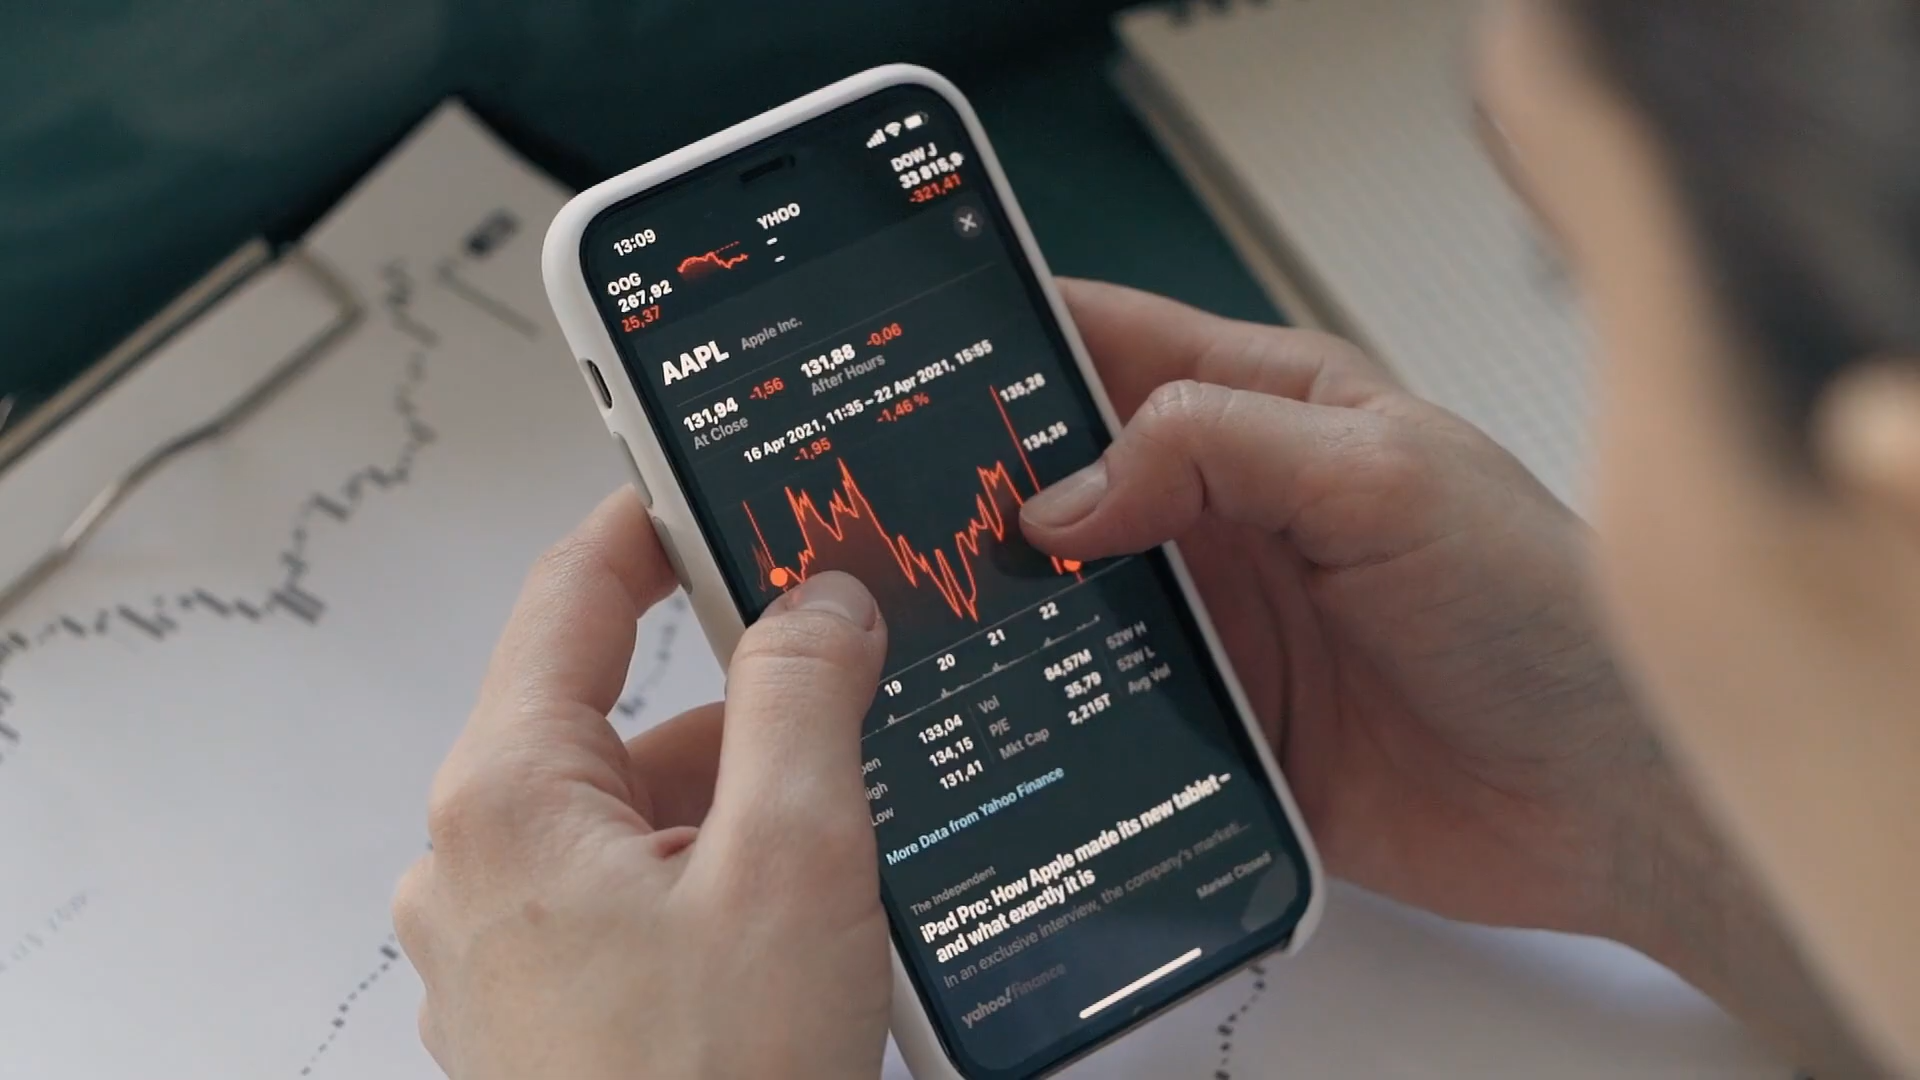 13:09
DOW J
33 815,9
-321,41
YHOO
-
-
OOG
267,92
25,37
AAPL Apple Inc.
131,94 -1,56 131,88 -0,06
At Close After Hours
16 Apr 2021, 11:35 – 22 Apr 2021, 15:55
-1,95 -1,46 %
135,28
134,35
19 20 21 22
pen 133,04 Vol 84,57M 52W H
High 134,15 P/E 35,79 52W L
Low 131,41 Mkt Cap 2,215T Avg Vol
More Data from Yahoo Finance
The Independent
iPad Pro: How Apple made its new tablet –
and what exactly it is
In an exclusive interview, the company's marketi...
yahoo!finance
Market Closed